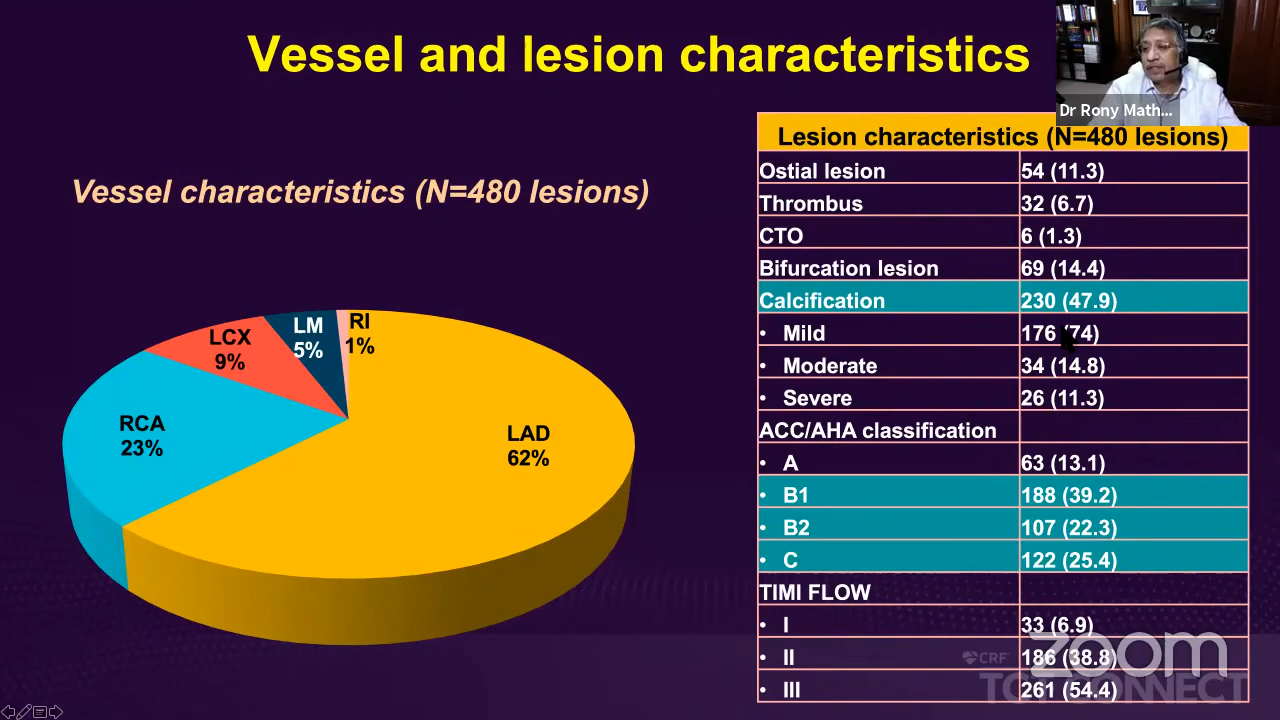 Vessel and lesion characteristics
Dr Rony Math...
Vessel characteristics (N=480 lesions)
LAD
62%
RCA
23%
LCX
9%
LM
5%
RI
1%
Lesion characteristics (N=480 lesions)
Ostial lesion 54 (11.3)
Thrombus 32 (6.7)
CTO 6 (1.3)
Bifurcation lesion 69 (14.4)
Calcification 230 (47.9)
• Mild 176 (74)
• Moderate 34 (14.8)
• Severe 26 (11.3)
ACC/AHA classification
• A 63 (13.1)
• B1 188 (39.2)
• B2 107 (22.3)
• C 122 (25.4)
TIMI FLOW
• I 33 (6.9)
• II 186 (38.8)
• III 261 (54.4)
zoom
CRF
TCT CONNECT